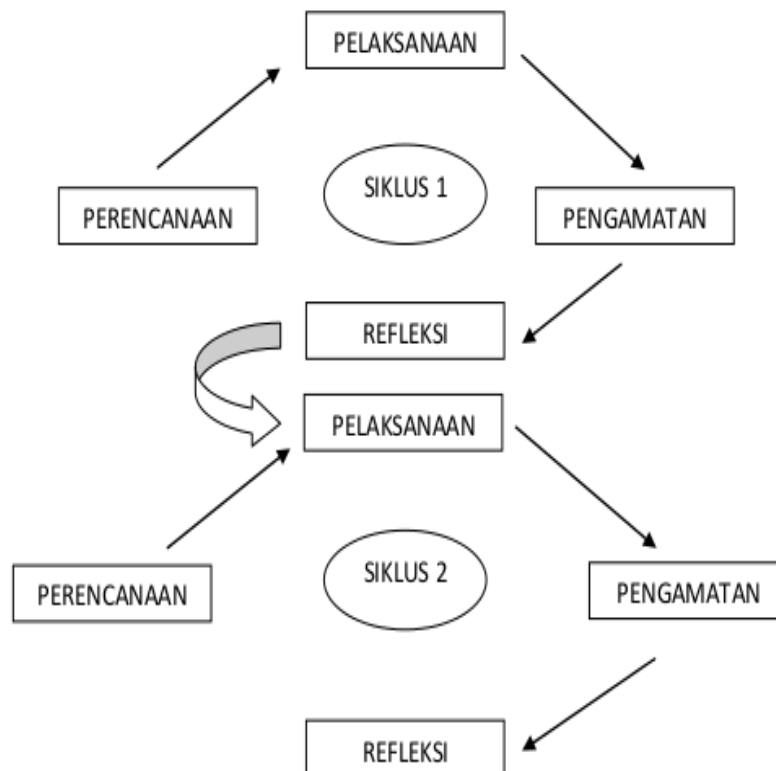 PELAKSANAAN
SIKLUS 1
PERENCANAAN
PENGAMATAN
REFLEKSI
PELAKSANAAN
SIKLUS 2
PERENCANAAN
PENGAMATAN
REFLEKSI